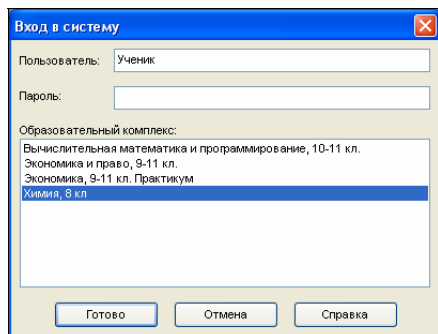 Вход в систему
Пользователь: Ученик
Пароль:
Образовательный комплекс:
Вычислительная математика и программирование, 10-11 кл.
Экономика и право, 9-11 кл.
Экономика, 9-11 кл. Практикум
Химия, 8 кл
Готово Отмена Справка